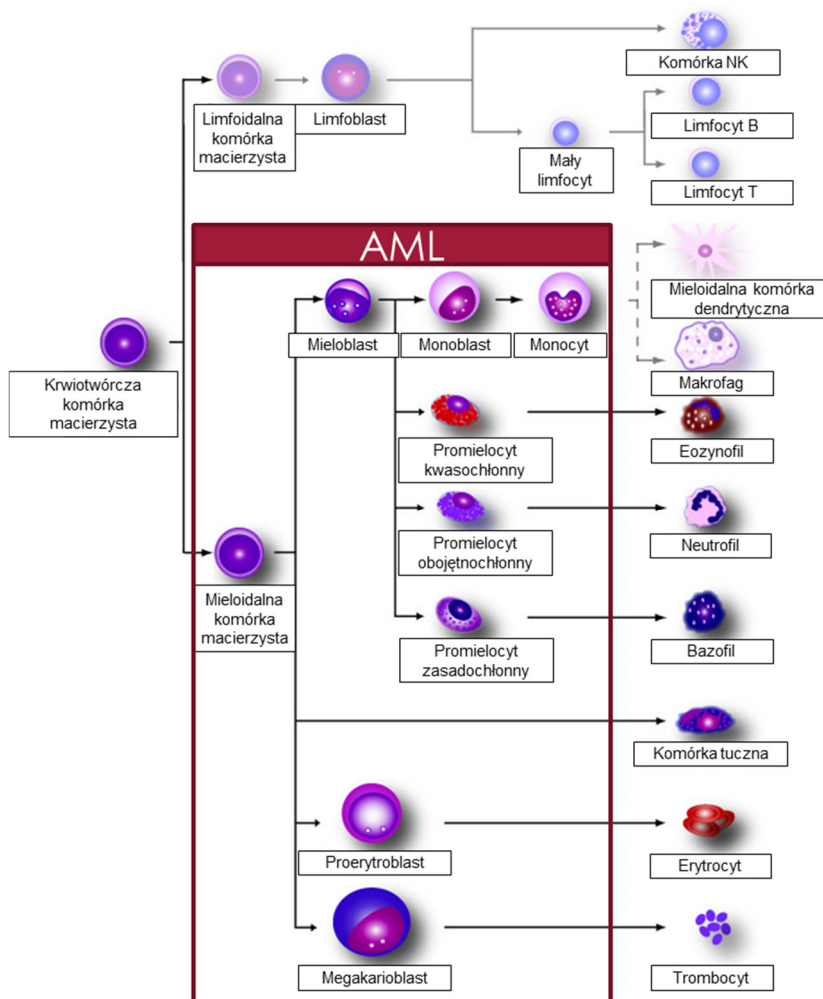 Komórka NK
Limfoidalna
komórka
macierzysta
Limfoblast
Limfocyt B
Mały
limfocyt
Limfocyt T
AML
Mieloidalna komórka
dendrytyczna
Mieloblast
Monoblast
Monocyt
Makrofag
Krwiotwórcza
komórka
macierzysta
Promielocyt
kwasochłonny
Eozynofil
Promielocyt
obojętnochłonny
Neutrofil
Mieloidalna
komórka
macierzysta
Promielocyt
zasadochłonny
Bazofil
Komórka tuczna
Proerytroblast
Erytrocyt
Megakarioblast
Trombocyt